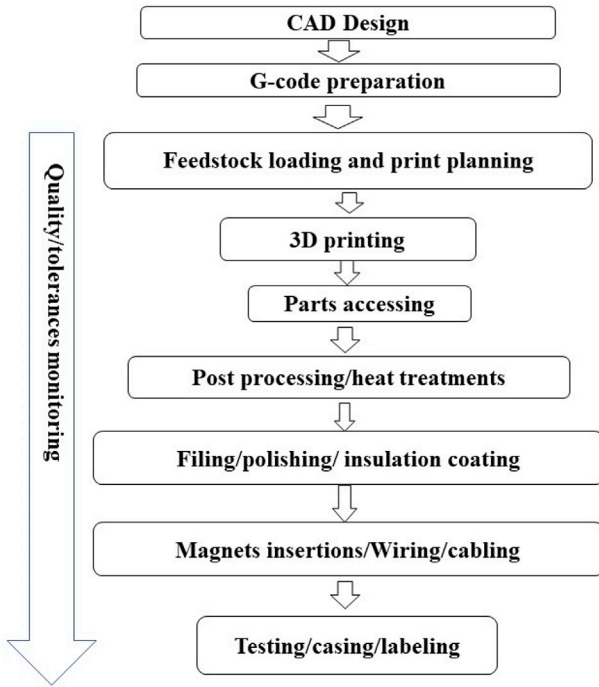 CAD Design
G-code preparation
Feedstock loading and print planning
3D printing
Parts accessing
Post processing/heat treatments
Filing/polishing/ insulation coating
Magnets insertions/Wiring/cabling
Testing/casing/labeling
Quality/tolerances monitoring